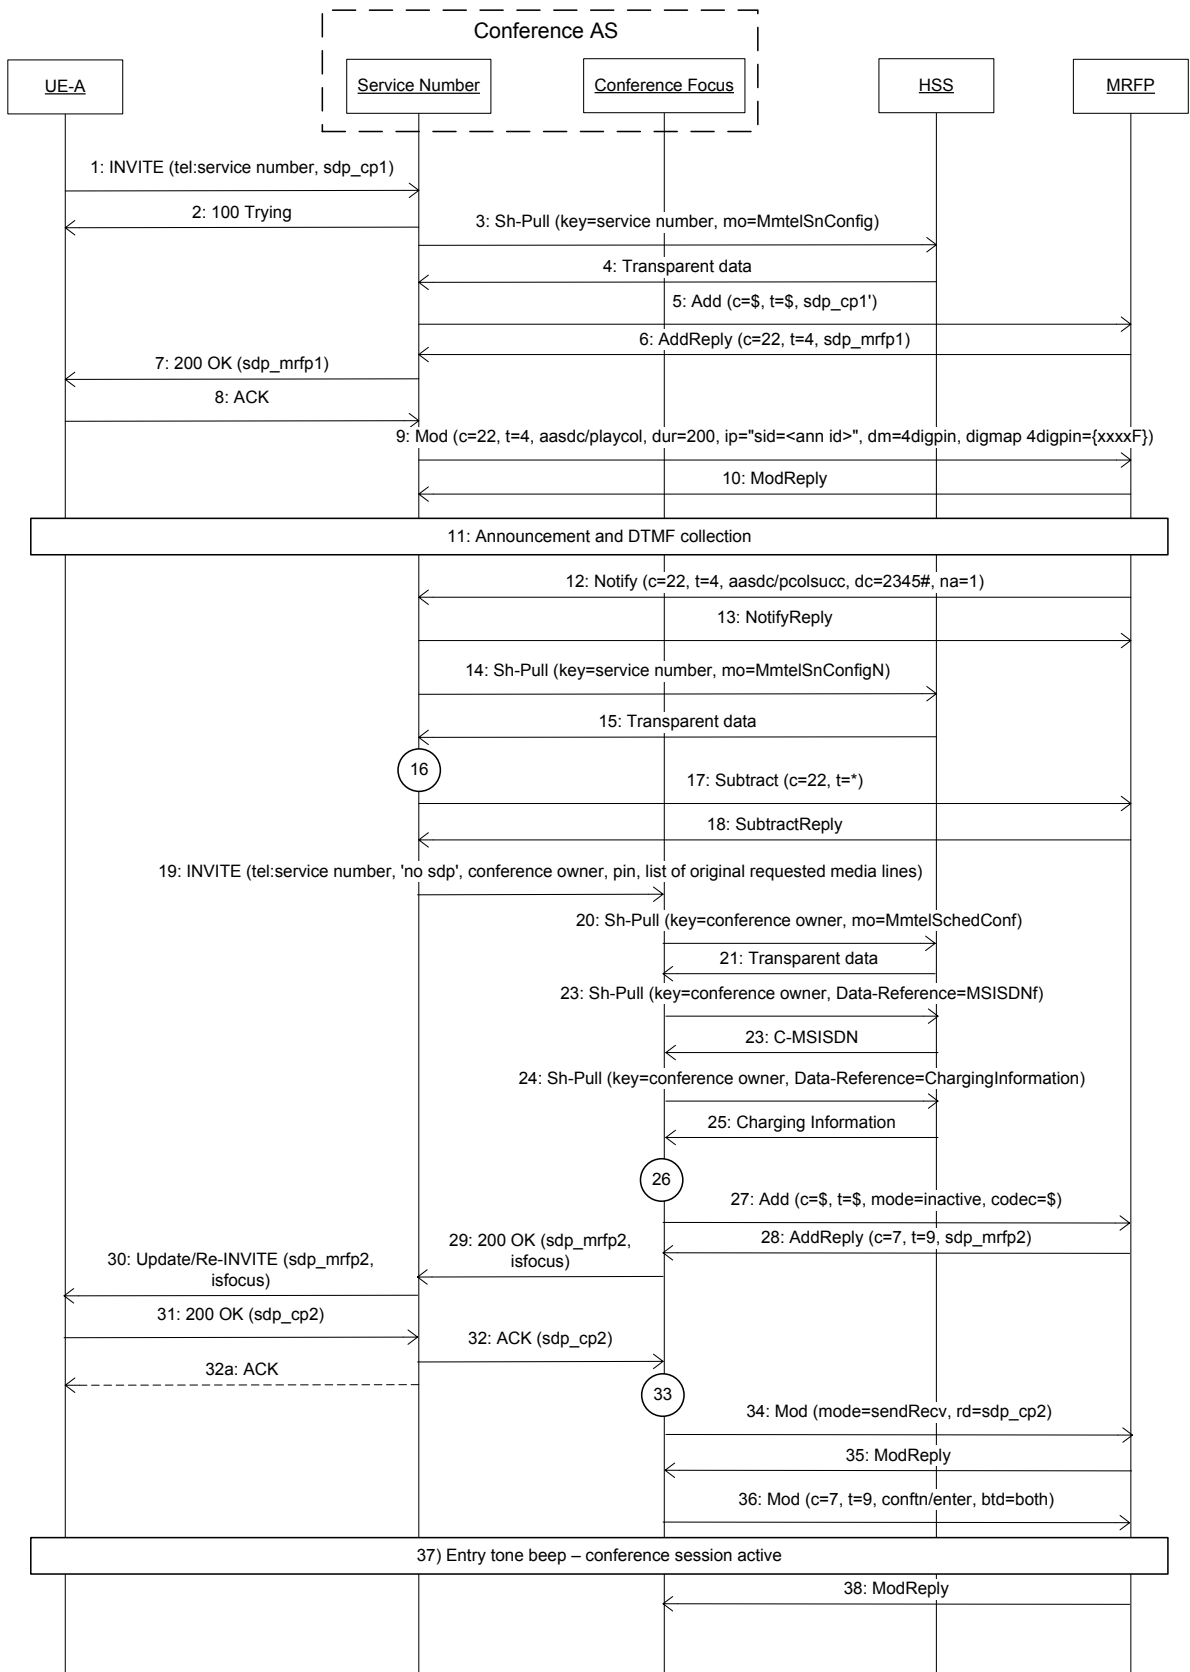 Conference AS
UE-A
Service Number
Conference Focus
HSS
MRFP
1: INVITE (tel:service number, sdp_cp1)
2: 100 Trying
3: Sh-Pull (key=service number, mo=MmtelSnConfig)
4: Transparent data
5: Add (c=$, t=$, sdp_cp1')
6: AddReply (c=22, t=4, sdp_mrfp1)
7: 200 OK (sdp_mrfp1)
8: ACK
9: Mod (c=22, t=4, aasdc/playcol, dur=200, ip="sid=<ann id>", dm=4digpin, digmap 4digpin={xxxxF})
10: ModReply
11: Announcement and DTMF collection
12: Notify (c=22, t=4, aasdc/pcolsucc, dc=2345#, na=1)
13: NotifyReply
14: Sh-Pull (key=service number, mo=MmtelSnConfigN)
15: Transparent data
16
17: Subtract (c=22, t=*)
18: SubtractReply
19: INVITE (tel:service number, 'no sdp', conference owner, pin, list of original requested media lines)
20: Sh-Pull (key=conference owner, mo=MmtelSchedConf)
21: Transparent data
23: Sh-Pull (key=conference owner, Data-Reference=MSISDNf)
23: C-MSISDN
24: Sh-Pull (key=conference owner, Data-Reference=ChargingInformation)
25: Charging Information
26
27: Add (c=$, t=$, mode=inactive, codec=$)
28: AddReply (c=7, t=9, sdp_mrfp2)
29: 200 OK (sdp_mrfp2,
isfocus)
30: Update/Re-INVITE (sdp_mrfp2,
isfocus)
31: 200 OK (sdp_cp2)
32: ACK (sdp_cp2)
32a: ACK
33
34: Mod (mode=sendRecv, rd=sdp_cp2)
35: ModReply
36: Mod (c=7, t=9, conftn/enter, btd=both)
37) Entry tone beep – conference session active
38: ModReply